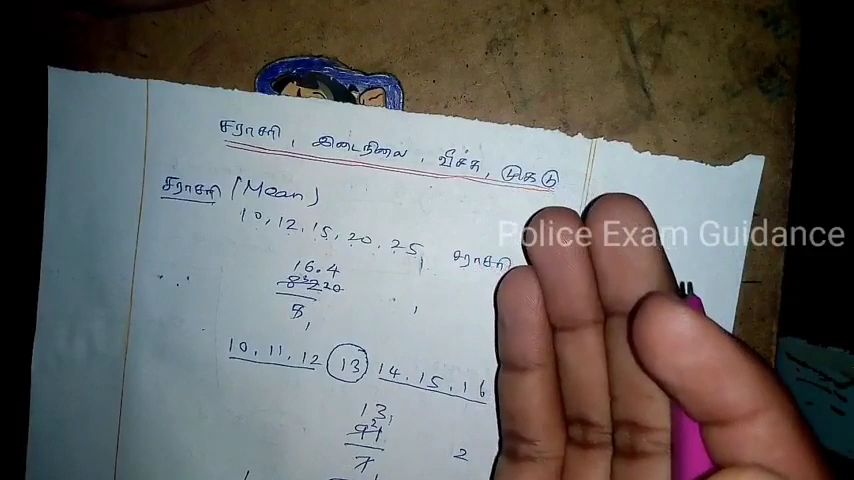 சராசரி, இடைநிலை, வீச்சு, முகடு
சராசரி (Mean)
10, 12, 15, 20, 25 சராசரி
Police Exam Guidance
16.4
5
10, 11, 12 13 14, 15, 16
13
91
7 2